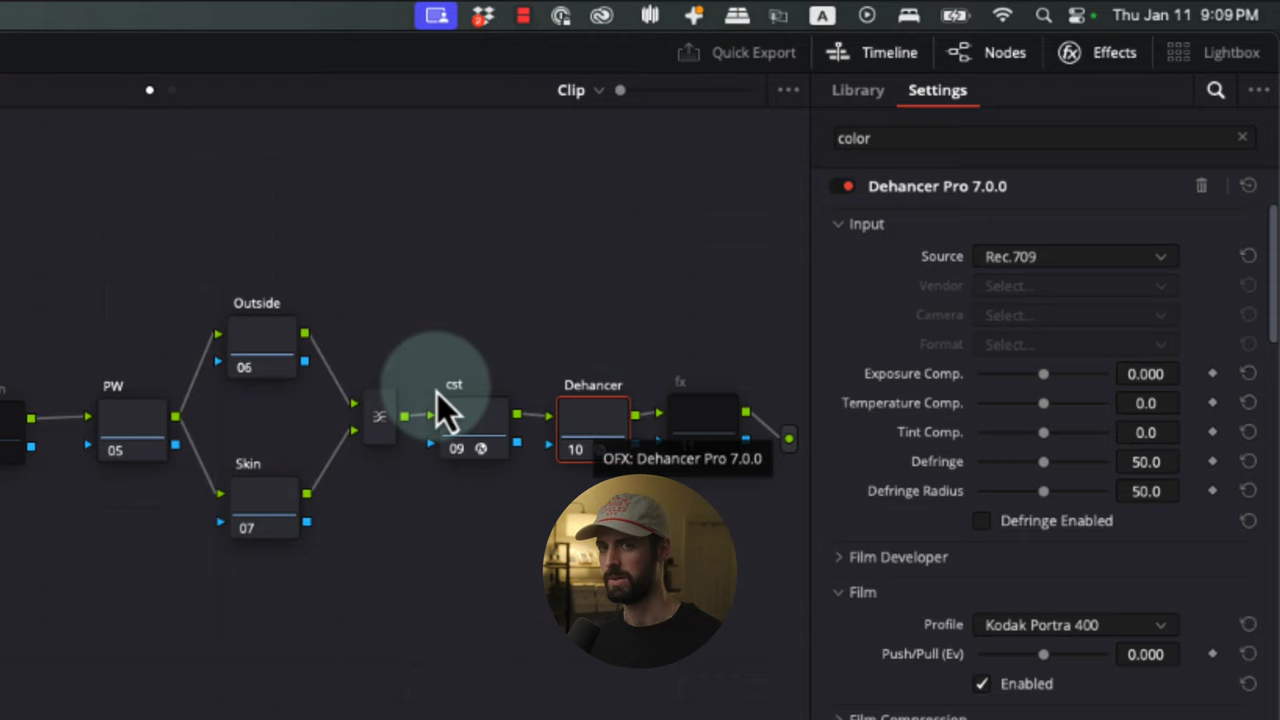 A
Thu Jan 11 9:09 PM
Quick Export
Timeline
Nodes
fx Effects
Lightbox
Clip
Library
Settings
color
Dehancer Pro 7.0.0
Input
Source Rec.709
Vendor Select...
Camera Select...
Format Select...
Exposure Comp. 0.000
Temperature Comp. 0.0
Tint Comp. 0.0
Defringe 50.0
Defringe Radius 50.0
Defringe Enabled
Film Developer
Film
Profile Kodak Portra 400
Push/Pull (Ev) 0.000
Enabled
Film Compression
Outside
06
PW
05
Skin
07
cst
09
Dehancer
10
fx
11
OFX: Dehancer Pro 7.0.0